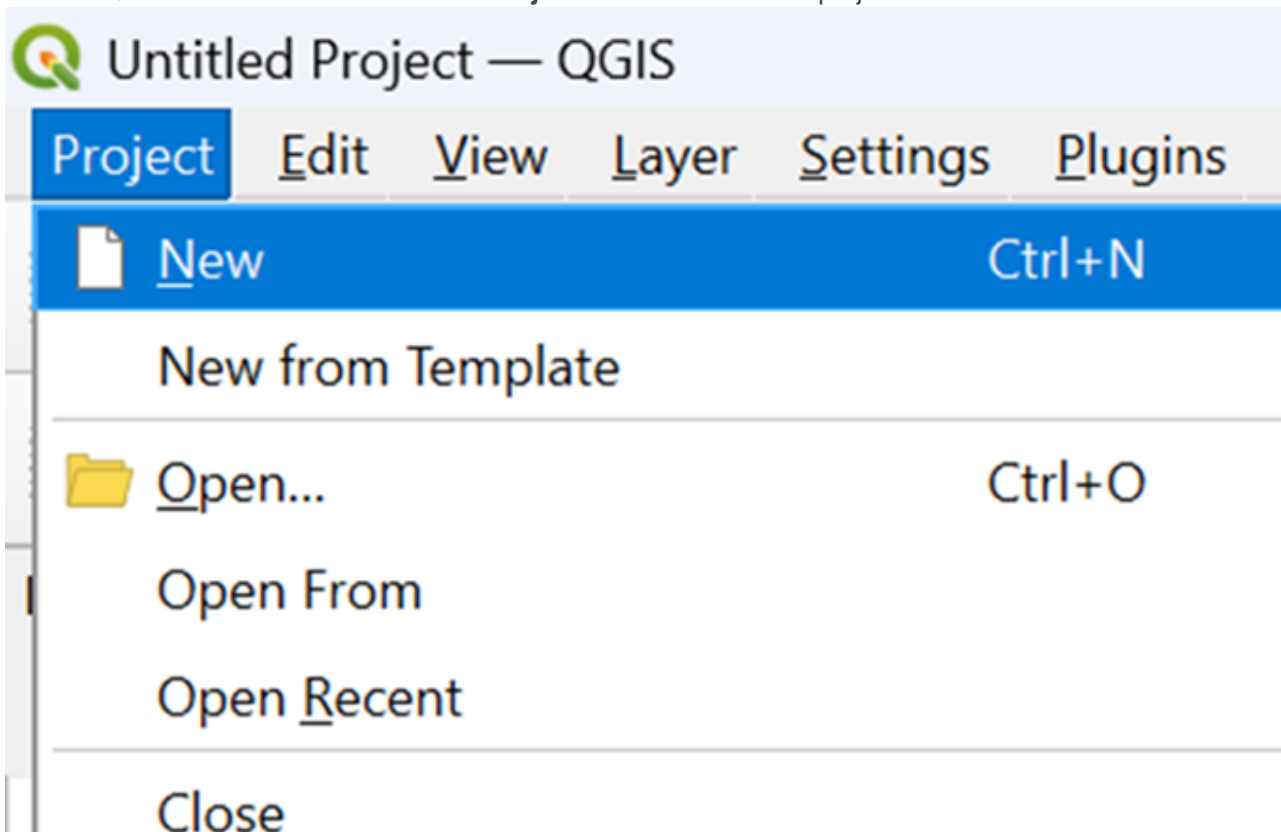 Untitled Project — QGIS
Project Edit View Layer Settings Plugins
New Ctrl+N
New from Template
Open... Ctrl+O
Open From
Open Recent
Close